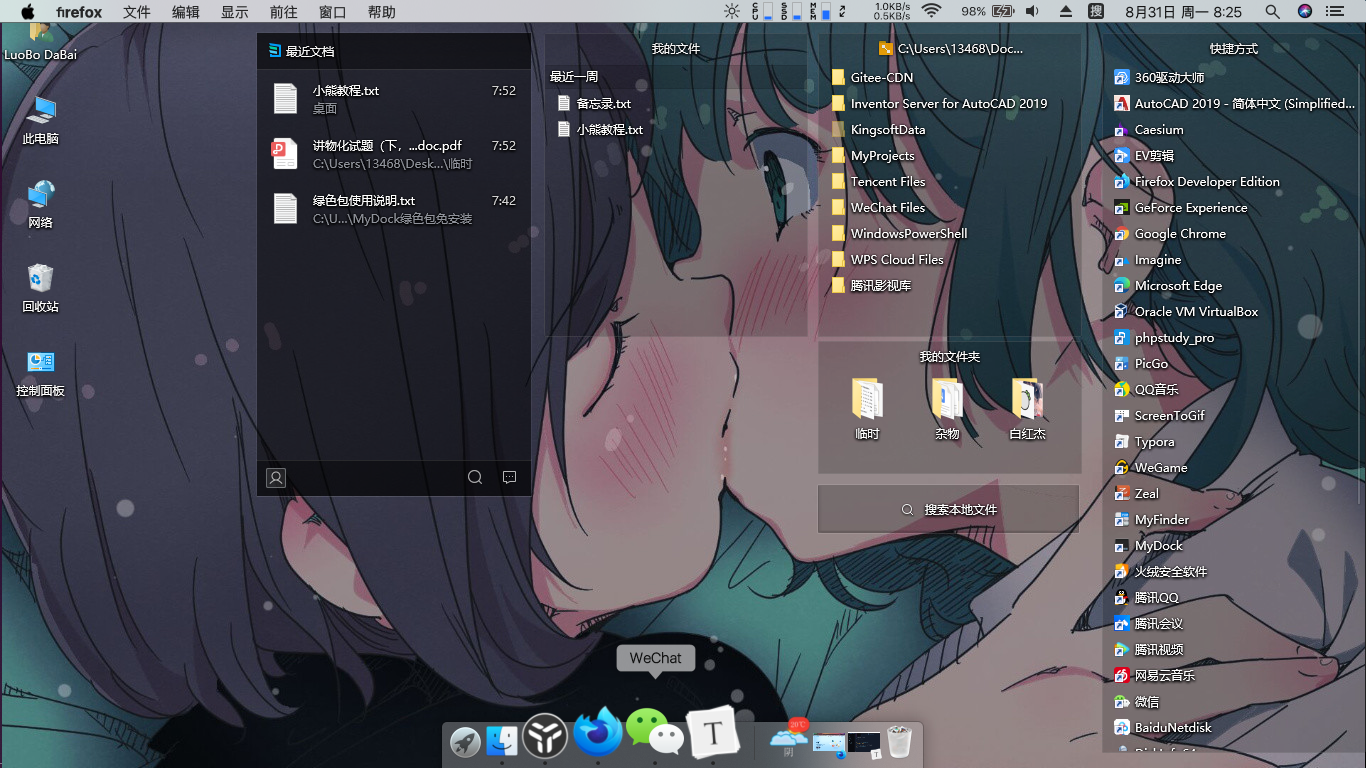 firefox 文件 编辑 显示 前往 窗口 帮助
CPU SSD MEM 1.0KB/s
0.5KB/s
98% 搜 8月31日 周一 8:25
LuoBo DaBai
此电脑
网络
回收站
控制面板
最近文档
小能教程.txt 7:52
桌面
讲物化试题（下，...doc.pdf 7:52
C:\Users\13468\Desk...\临时
绿色包使用说明.txt 7:42
C:\U...\MyDock绿色包免安装
我的文件
最近一周
备忘录.txt
小能教程.txt
C:\Users\13468\Doc...
Gitee-CDN
Inventor Server for AutoCAD 2019
KingsoftData
MyProjects
Tencent Files
WeChat Files
WindowsPowerShell
WPS Cloud Files
腾讯影视库
我的文件夹
临时 杂物 白红杰
搜索本地文件
快捷方式
360驱动大师
AutoCAD 2019 - 简体中文 (Simplified...
Caesium
EV剪辑
Firefox Developer Edition
GeForce Experience
Google Chrome
Imagine
Microsoft Edge
Oracle VM VirtualBox
phpstudy_pro
PicGo
QQ音乐
ScreenToGif
Typora
WeGame
Zeal
MyFinder
MyDock
火绒安全软件
腾讯QQ
腾讯会议
腾讯视频
网易云音乐
微信
BaiduNetdisk
WeChat
T
阴